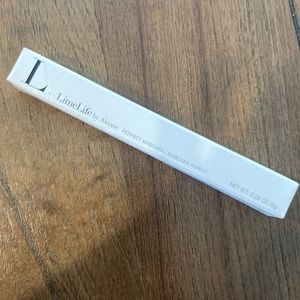 L
LimeLife by Alcone PERFECT MASCARA / MASCARA PARFAIT
NET WT. 0.28 OZ./8g